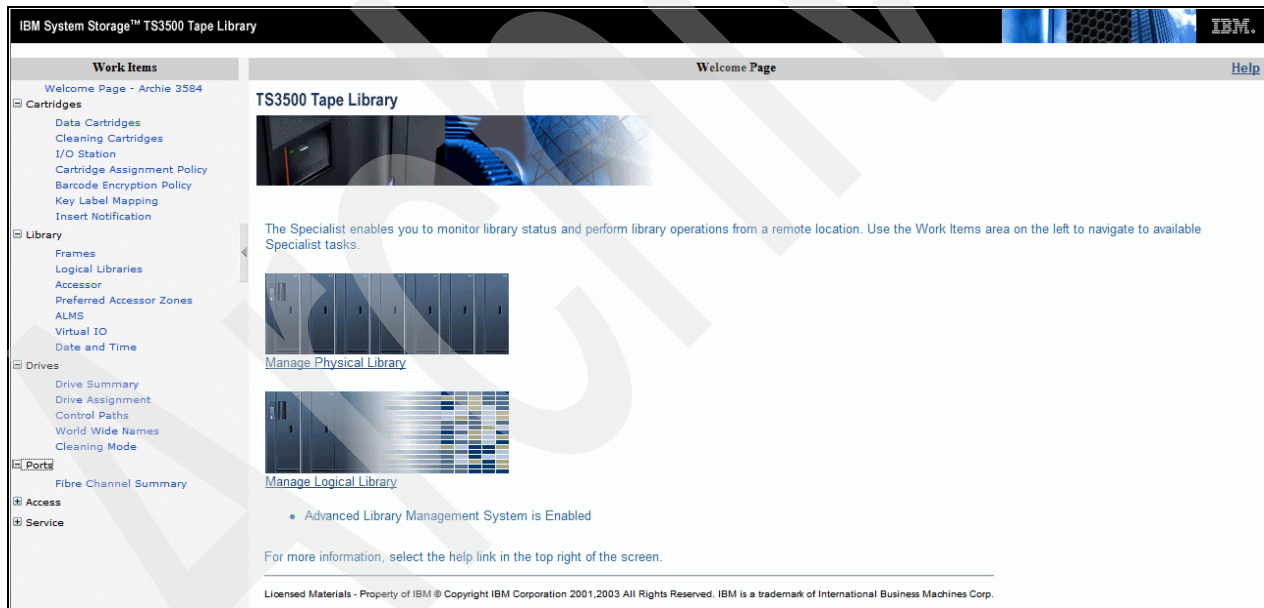 IBM System Storage™ TS3500 Tape Library
IBM.
Work Items
Welcome Page
Help
Welcome Page - Archie 3584
Cartridges
Data Cartridges
Cleaning Cartridges
I/O Station
Cartridge Assignment Policy
Barcode Encryption Policy
Key Label Mapping
Insert Notification
Library
Frames
Logical Libraries
Accessor
Preferred Accessor Zones
ALMS
Virtual IO
Date and Time
Drives
Drive Summary
Drive Assignment
Control Paths
World Wide Names
Cleaning Mode
Ports
Fibre Channel Summary
Access
Service
TS3500 Tape Library
The Specialist enables you to monitor library status and perform library operations from a remote location. Use the Work Items area on the left to navigate to available
Specialist tasks.
Manage Physical Library
Manage Logical Library
• Advanced Library Management System is Enabled
For more information, select the help link in the top right of the screen.
Licensed Materials - Property of IBM © Copyright IBM Corporation 2001,2003 All Rights Reserved. IBM is a trademark of International Business Machines Corp.